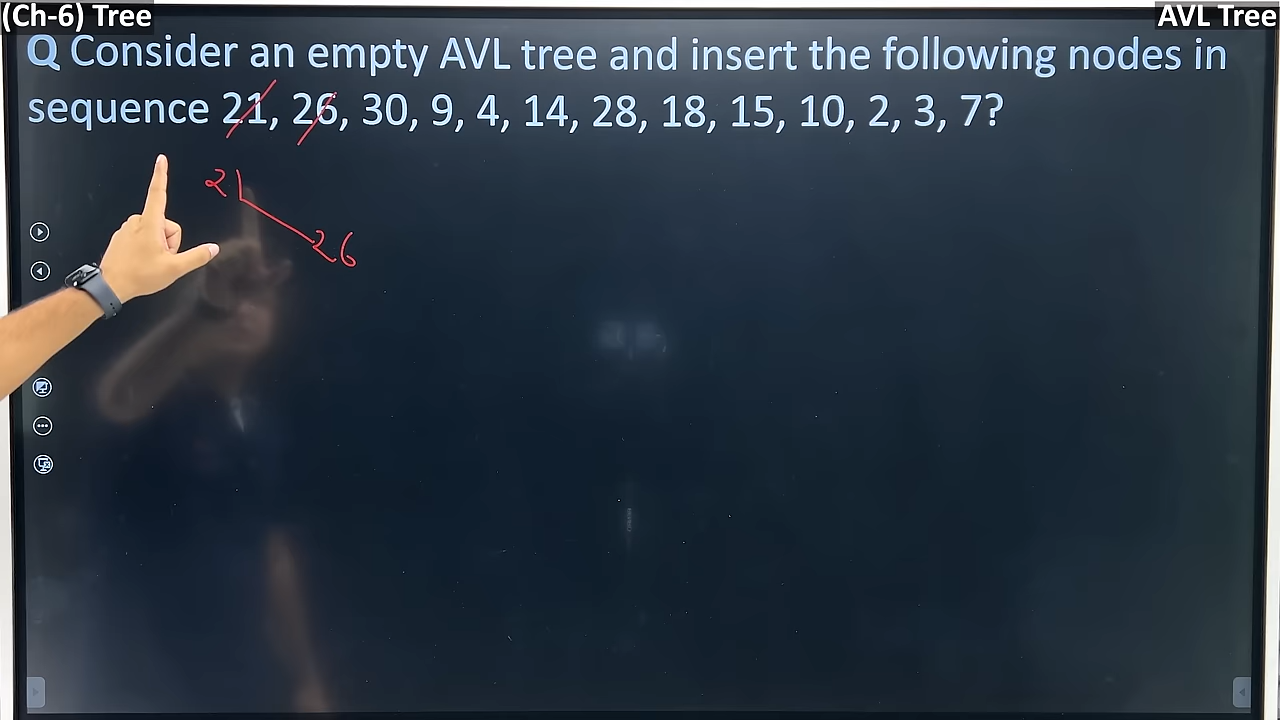 (Ch-6) Tree
AVL Tree
Q Consider an empty AVL tree and insert the following nodes in
sequence 21, 26, 30, 9, 4, 14, 28, 18, 15, 10, 2, 3, 7?
21
26